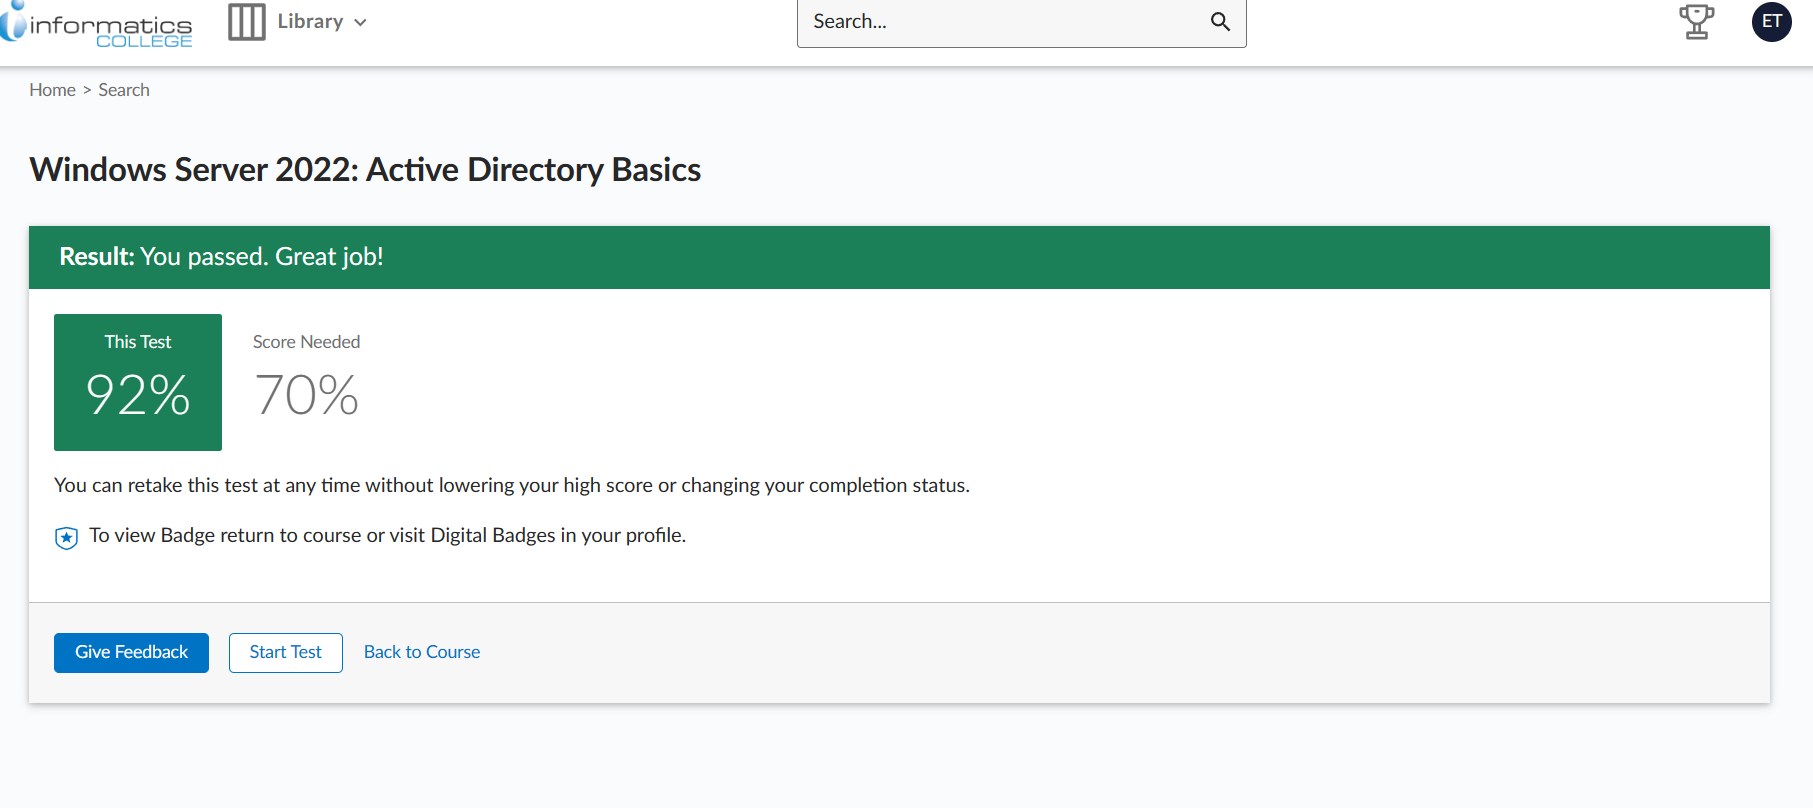 informatics
COLLEGE
Library
Search...
ET
Home > Search
Windows Server 2022: Active Directory Basics
Result: You passed. Great job!
This Test
92%
Score Needed
70%
You can retake this test at any time without lowering your high score or changing your completion status.
To view Badge return to course or visit Digital Badges in your profile.
Give Feedback
Start Test
Back to Course